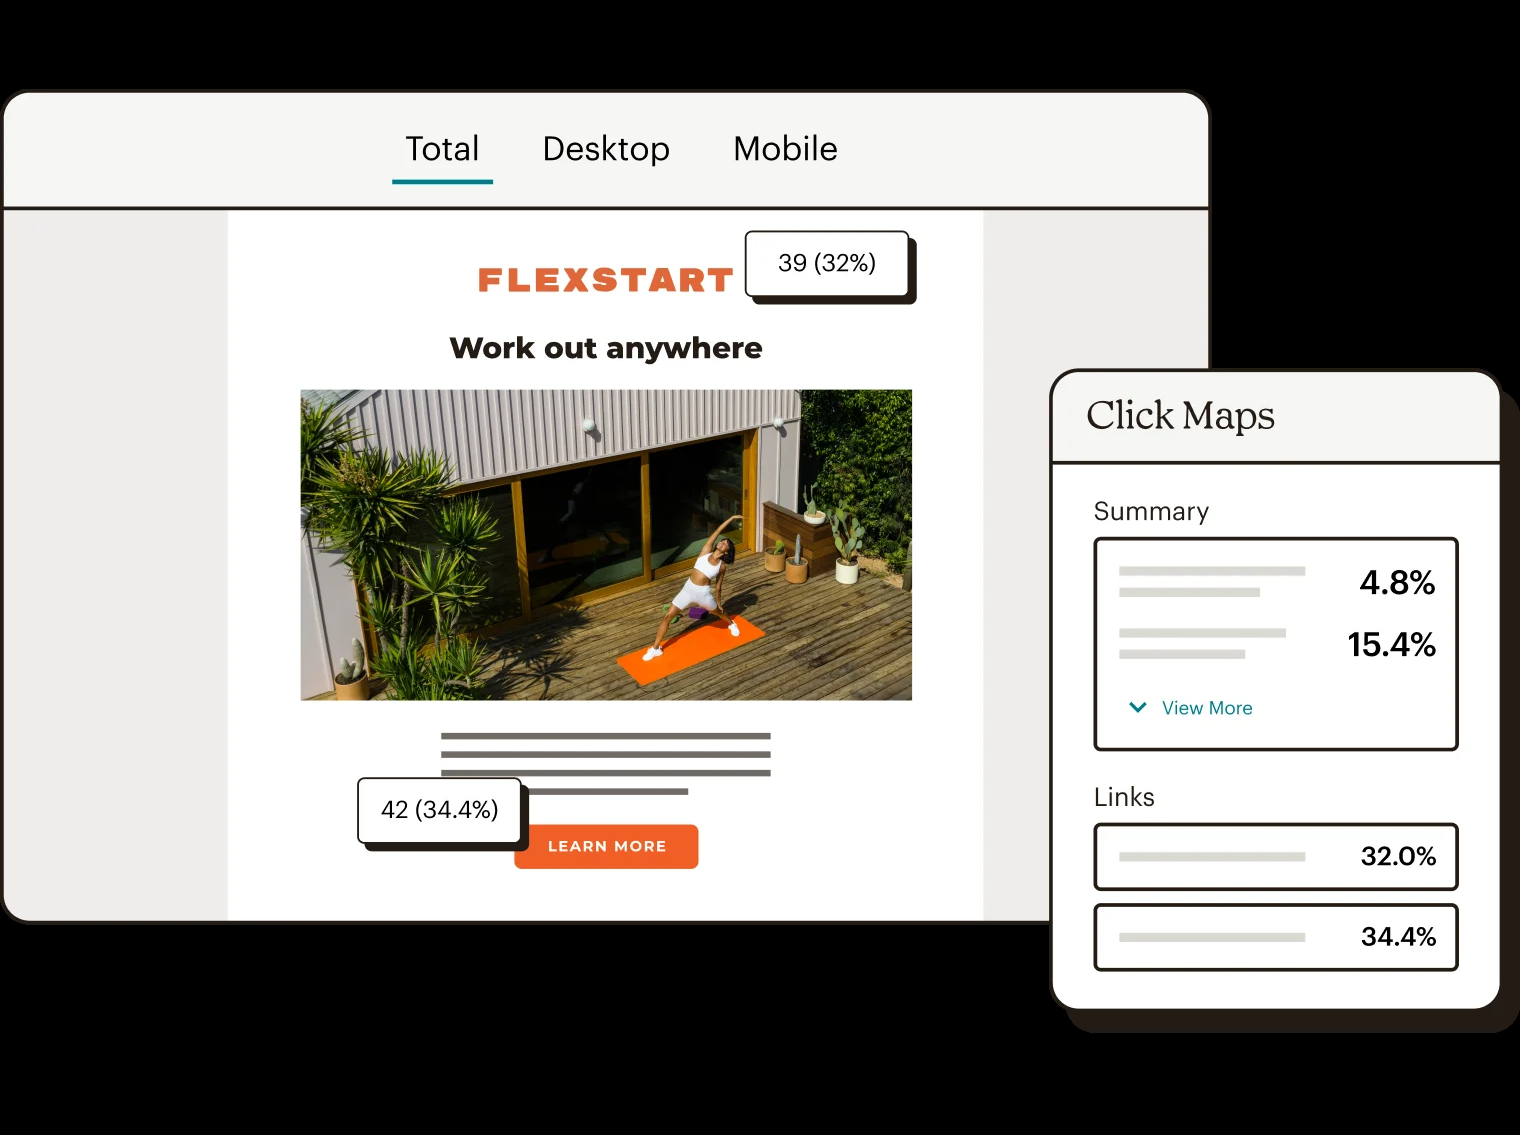 Total Desktop Mobile
FLEXSTART
39 (32%)
Work out anywhere
42 (34.4%)
LEARN MORE
Click Maps
Summary
4.8%
15.4%
View More
Links
32.0%
34.4%